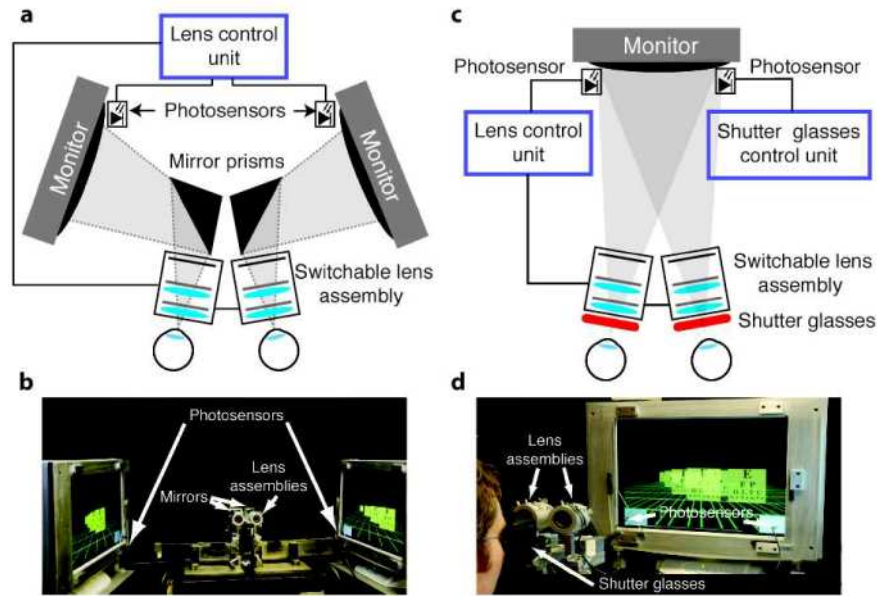 a
Lens control
unit
Photosensors
Mirror prisms
Monitor
Monitor
Switchable lens
assembly
b
Photosensors
Lens
assemblies
Mirrors
c
Monitor
Photosensor
Photosensor
Lens control
unit
Shutter glasses
control unit
Switchable lens
assembly
Shutter glasses
d
Lens
assemblies
E
F P
Photosensors
Shutter glasses